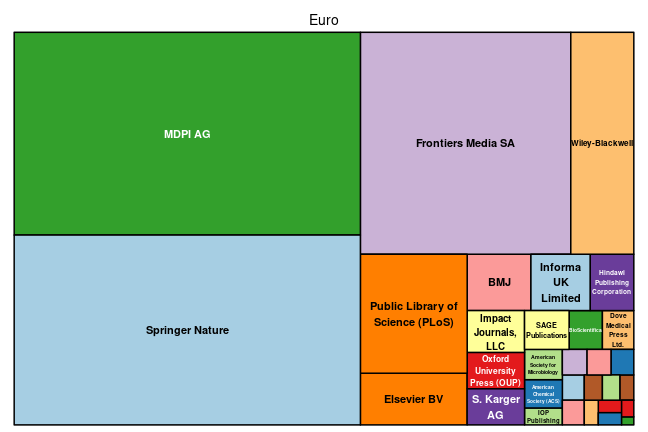 Euro
MDPI AG
Springer Nature
Frontiers Media SA
Wiley-Blackwell
Public Library of
Science (PLoS)
Elsevier BV
BMJ
Informa
UK
Limited
Hindawi
Publishing
Corporation
Impact
Journals,
LLC
SAGE
Publications
BioScientifica
Dove
Medical
Press
Ltd.
Oxford
University
Press (OUP)
S. Karger
AG
American
Society for
Microbiology
American
Chemical
Society (ACS)
IOP
Publishing